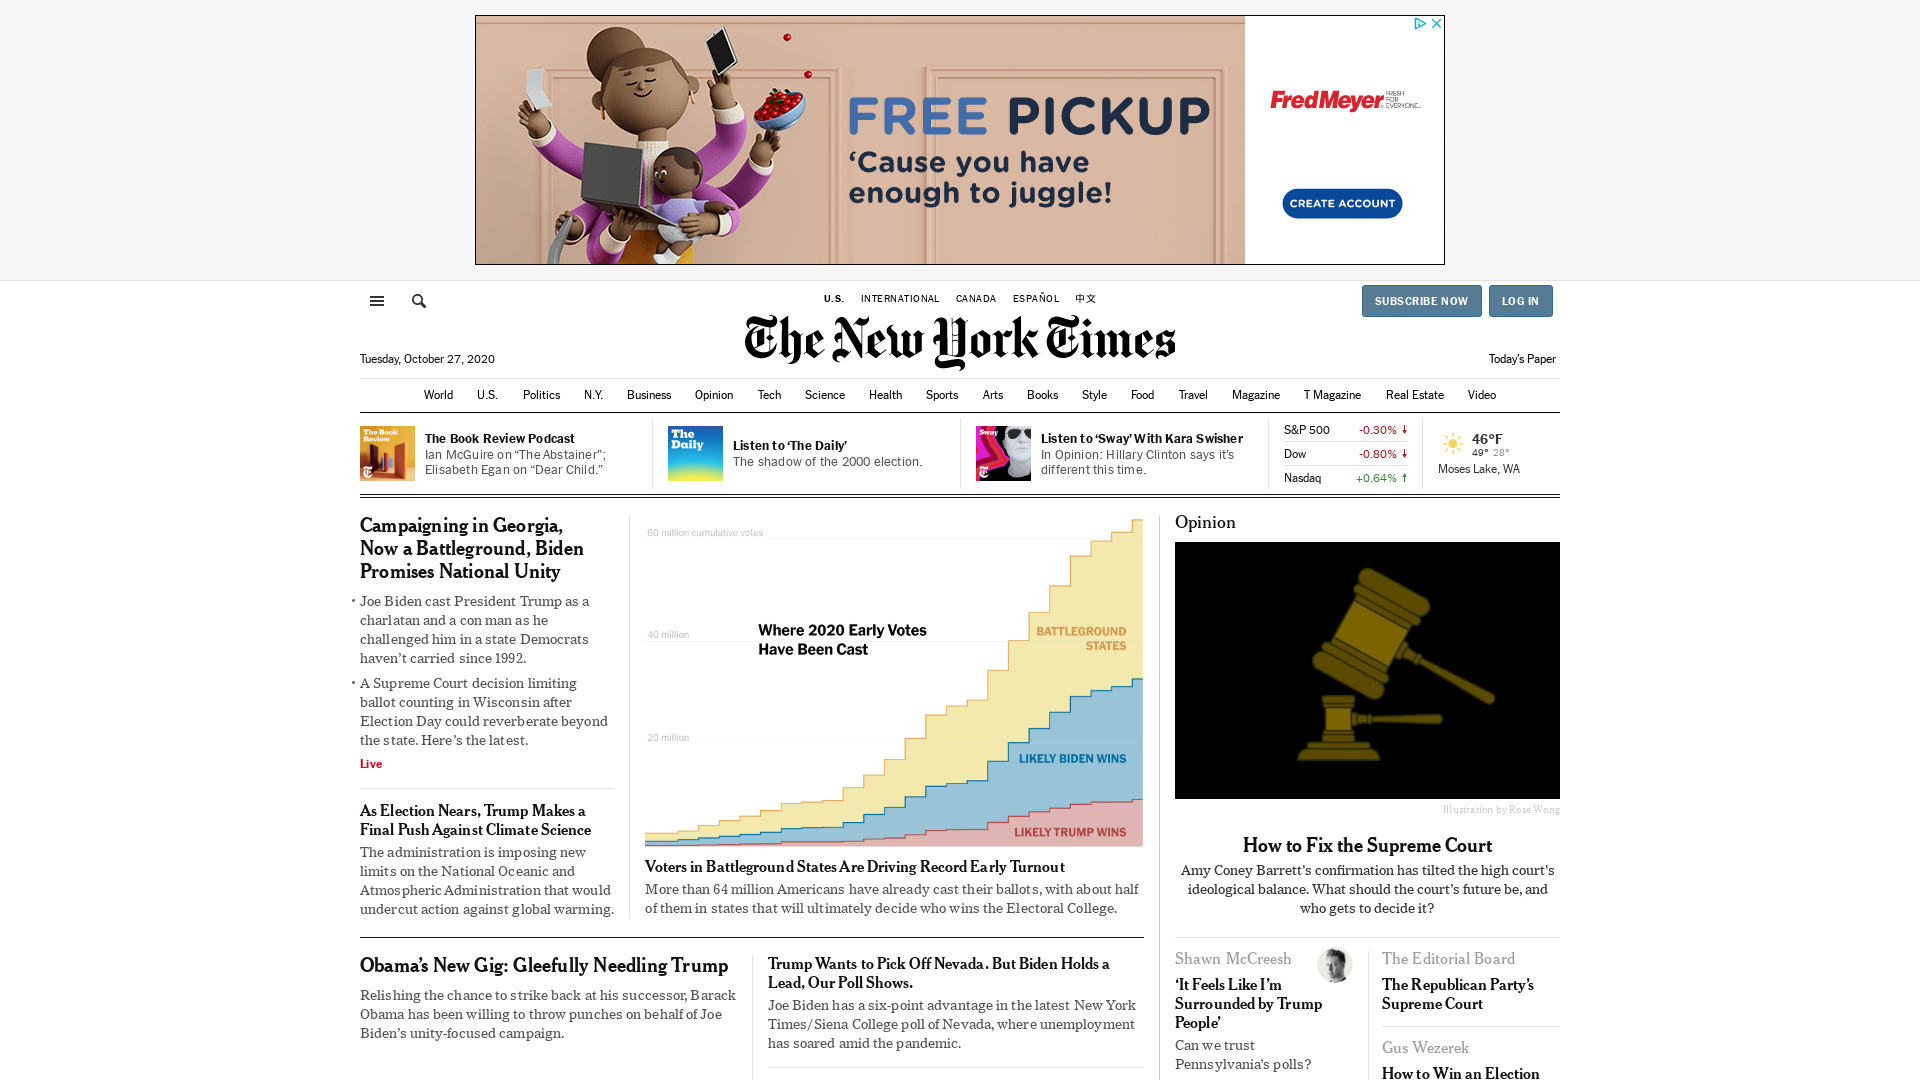 FREE PICKUP
‘Cause you have
enough to juggle!
FredMeyer
FRESH
FOR
EVERYONE
CREATE ACCOUNT
U.S. INTERNATIONAL CANADA ESPAÑOL 中文
SUBSCRIBE NOW LOG IN
The New York Times
Tuesday, October 27, 2020
Today’s Paper
World U.S. Politics N.Y. Business Opinion Tech Science Health Sports Arts Books Style Food Travel Magazine T Magazine Real Estate Video
The Book
Review
The Book Review Podcast
Ian McGuire on “The Abstainer”;
Elisabeth Egan on “Dear Child.”
The
Daily
Listen to ‘The Daily’
The shadow of the 2000 election.
Sway
Listen to ‘Sway’ With Kara Swisher
In Opinion: Hillary Clinton says it’s
different this time.
S&P 500 -0.30%
Dow -0.80%
Nasdaq +0.64%
46°F
49° 28°
Moses Lake, WA
Campaigning in Georgia,
Now a Battleground, Biden
Promises National Unity
• Joe Biden cast President Trump as a
charlatan and a con man as he
challenged him in a state Democrats
haven’t carried since 1992.
• A Supreme Court decision limiting
ballot counting in Wisconsin after
Election Day could reverberate beyond
the state. Here’s the latest.
Live
As Election Nears, Trump Makes a
Final Push Against Climate Science
The administration is imposing new
limits on the National Oceanic and
Atmospheric Administration that would
undercut action against global warming.
60 million cumulative votes
Where 2020 Early Votes
Have Been Cast
40 million
BATTLEGROUND
STATES
20 million
LIKELY BIDEN WINS
LIKELY TRUMP WINS
Voters in Battleground States Are Driving Record Early Turnout
More than 64 million Americans have already cast their ballots, with about half
of them in states that will ultimately decide who wins the Electoral College.
Obama’s New Gig: Gleefully Needling Trump
Relishing the chance to strike back at his successor, Barack
Obama has been willing to throw punches on behalf of Joe
Biden’s unity-focused campaign.
Trump Wants to Pick Off Nevada. But Biden Holds a
Lead, Our Poll Shows.
Joe Biden has a six-point advantage in the latest New York
Times/Siena College poll of Nevada, where unemployment
has soared amid the pandemic.
Opinion
Illustration by Rose Wong
How to Fix the Supreme Court
Amy Coney Barrett's confirmation has tilted the high court's
ideological balance. What should the court’s future be, and
who gets to decide it?
Shawn McCreesh
‘It Feels Like I’m
Surrounded by Trump
People’
Can we trust
Pennsylvania’s polls?
The Editorial Board
The Republican Party’s
Supreme Court
Gus Wezerek
How to Win an Election